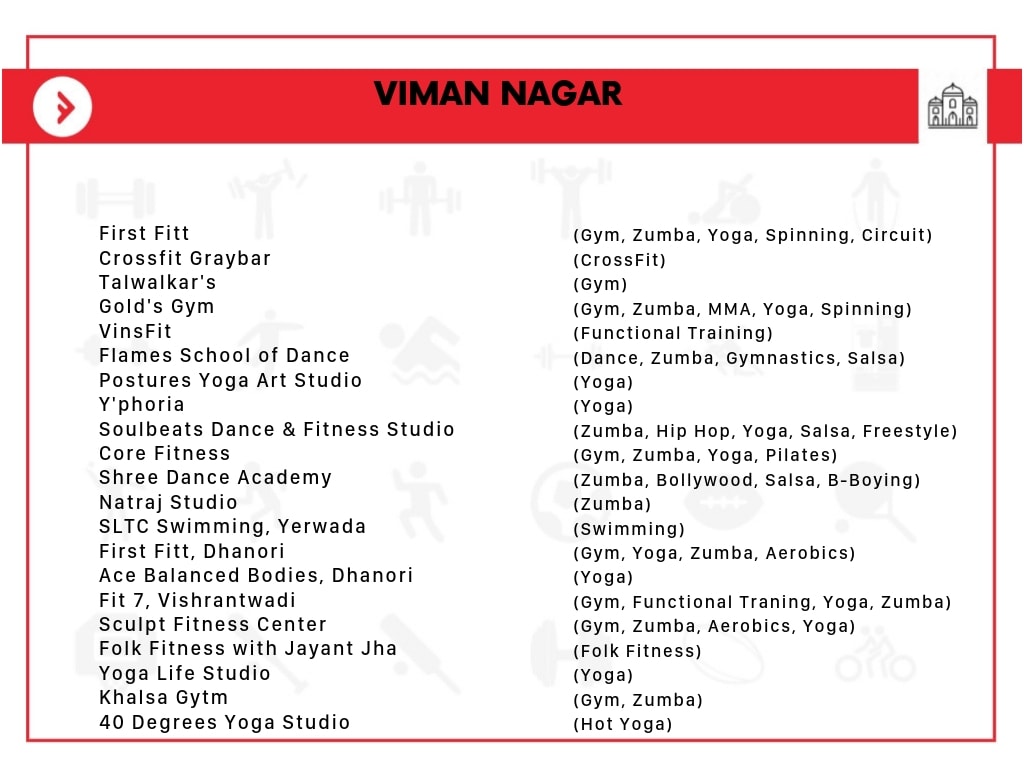 VIMAN NAGAR
First Fitt (Gym, Zumba, Yoga, Spinning, Circuit)
Crossfit Graybar (CrossFit)
Talwalkar's (Gym)
Gold's Gym (Gym, Zumba, MMA, Yoga, Spinning)
VinsFit (Functional Training)
Flames School of Dance (Dance, Zumba, Gymnastics, Salsa)
Postures Yoga Art Studio (Yoga)
Y'phoria (Yoga)
Soulbeats Dance & Fitness Studio (Zumba, Hip Hop, Yoga, Salsa, Freestyle)
Core Fitness (Gym, Zumba, Yoga, Pilates)
Shree Dance Academy (Zumba, Bollywood, Salsa, B-Boying)
Natraj Studio (Zumba)
SLTC Swimming, Yerwada (Swimming)
First Fitt, Dhanori (Gym, Yoga, Zumba, Aerobics)
Ace Balanced Bodies, Dhanori (Yoga)
Fit 7, Vishrantwadi (Gym, Functional Traning, Yoga, Zumba)
Sculpt Fitness Center (Gym, Zumba, Aerobics, Yoga)
Folk Fitness with Jayant Jha (Folk Fitness)
Yoga Life Studio (Yoga)
Khalsa Gytm (Gym, Zumba)
40 Degrees Yoga Studio (Hot Yoga)